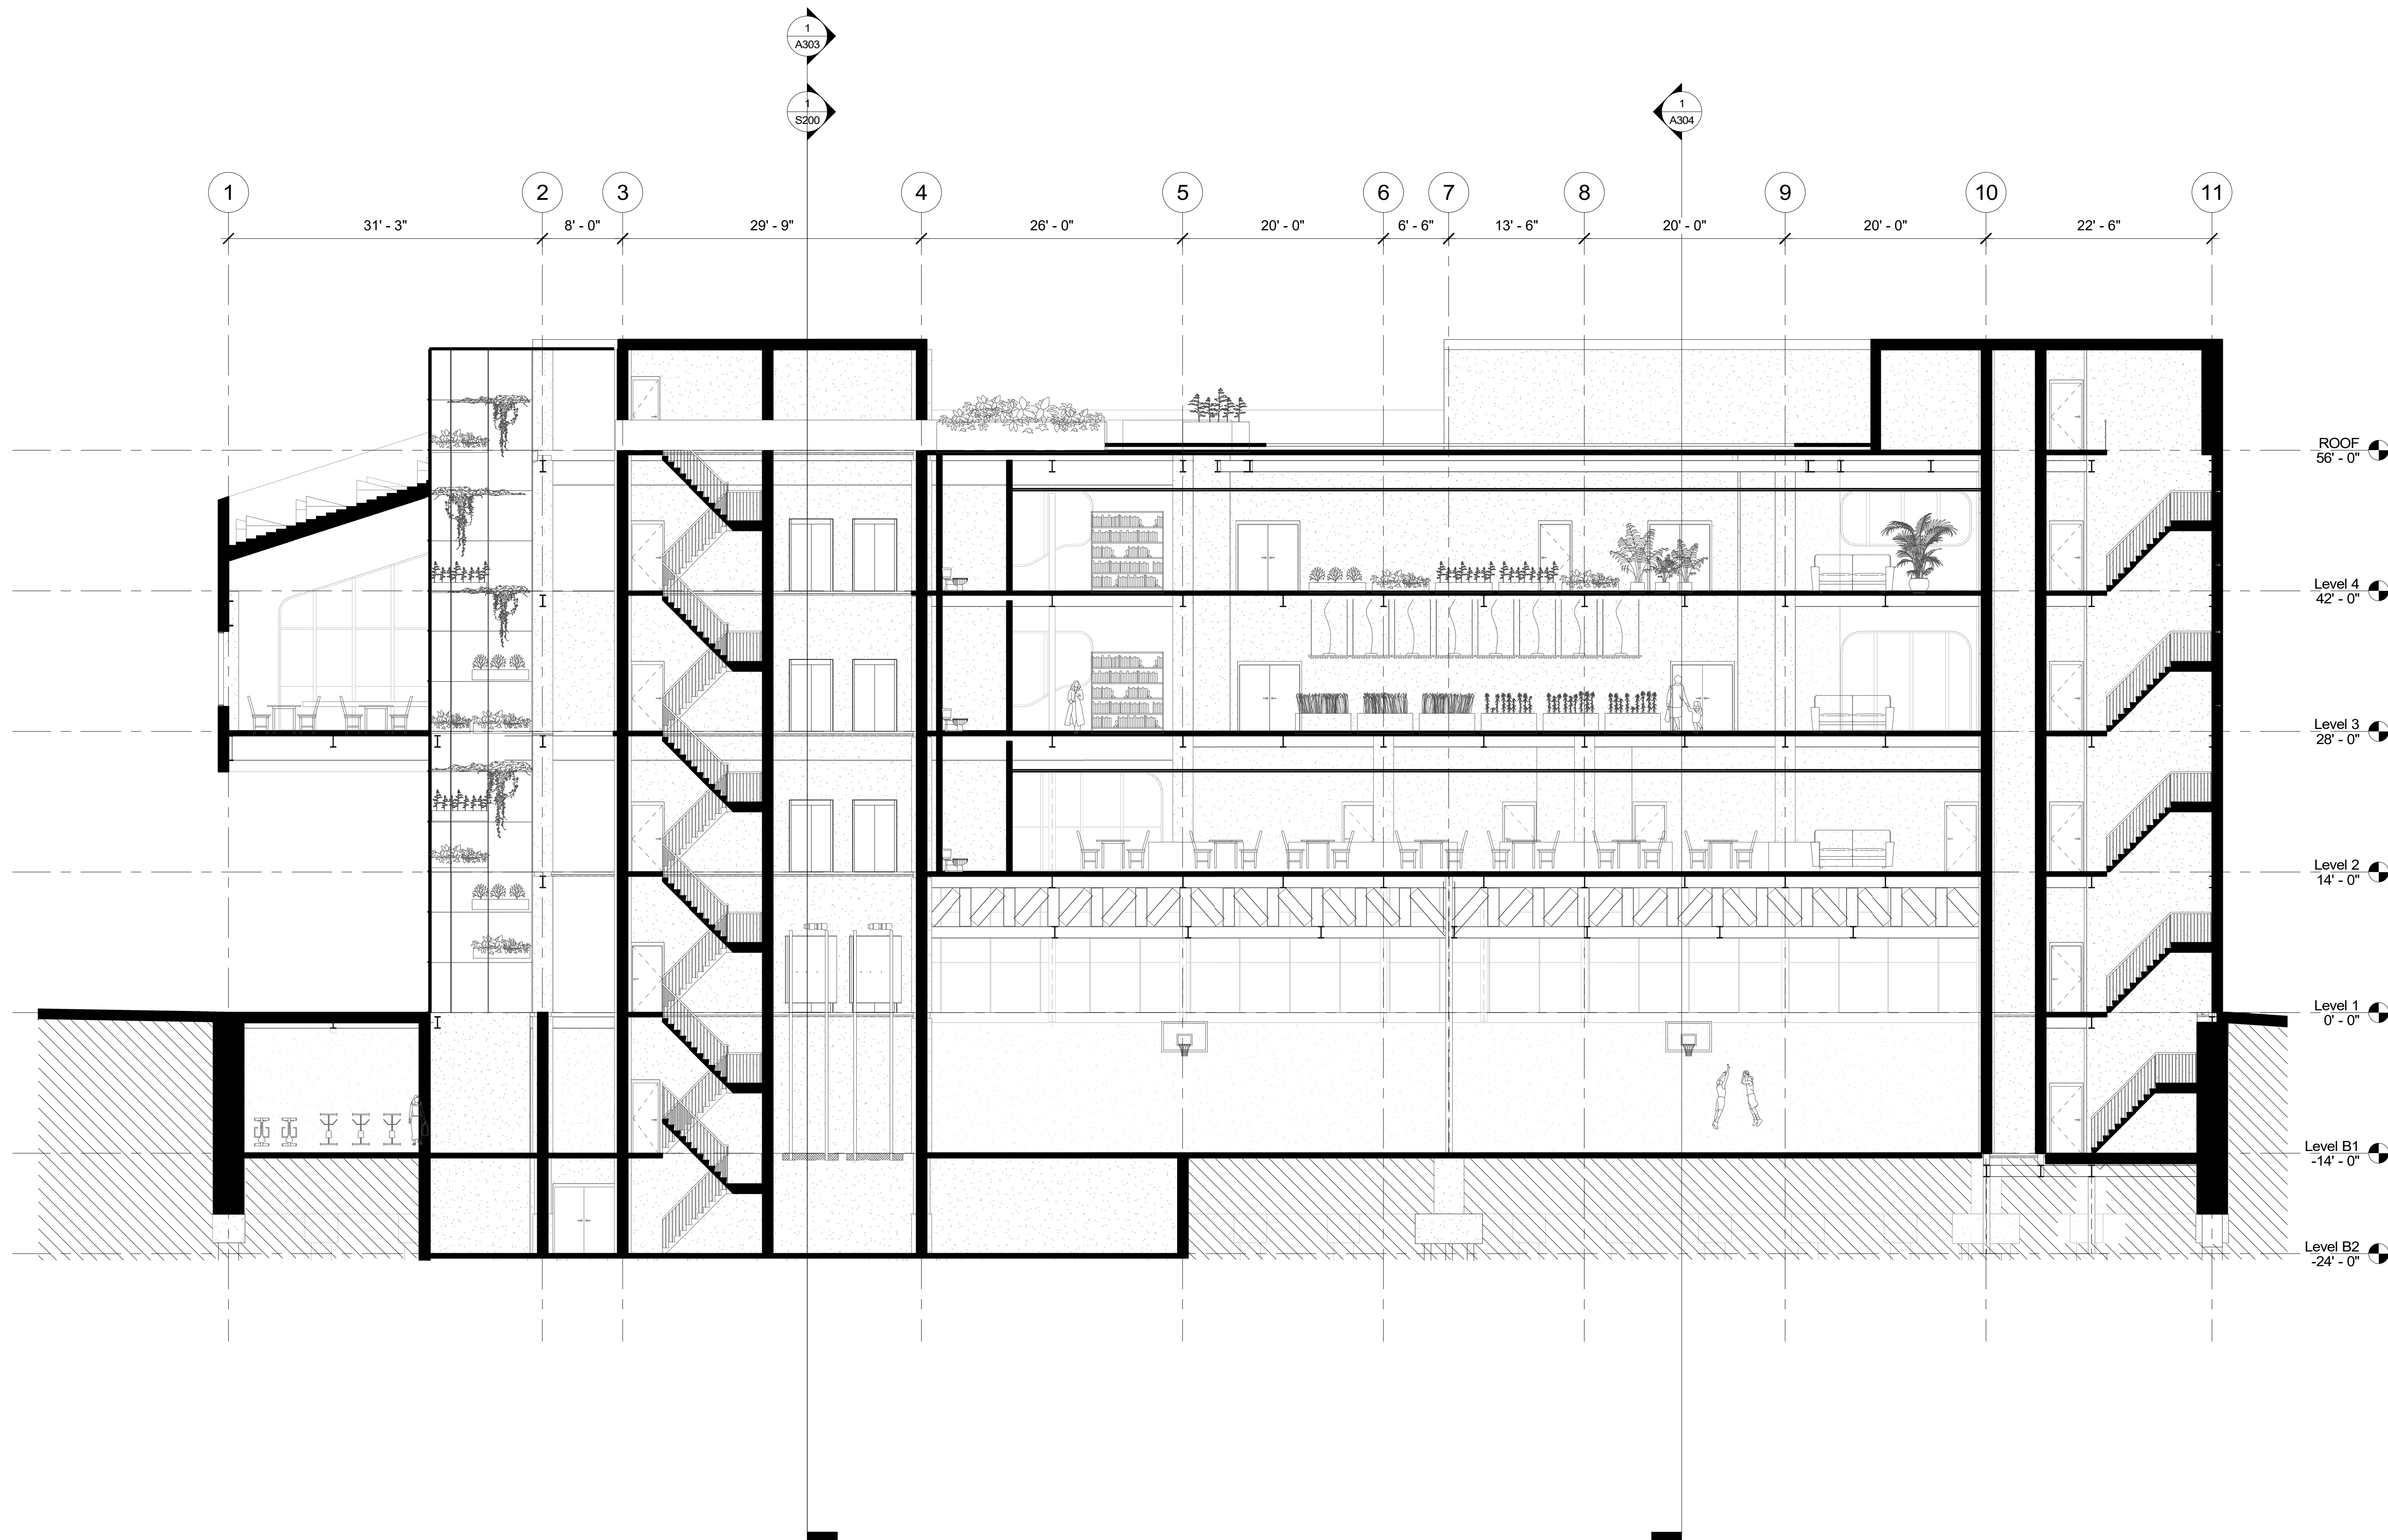 1
A303
1
S200
1
A304
1
2
3
4
5
6
7
8
9
10
11
31' - 3"
8' - 0"
29' - 9"
26' - 0"
20' - 0"
6' - 6"
13' - 6"
20' - 0"
20' - 0"
22' - 6"
ROOF
56' - 0"
Level 4
42' - 0"
Level 3
28' - 0"
Level 2
14' - 0"
Level 1
0' - 0"
Level B1
-14' - 0"
Level B2
-24' - 0"